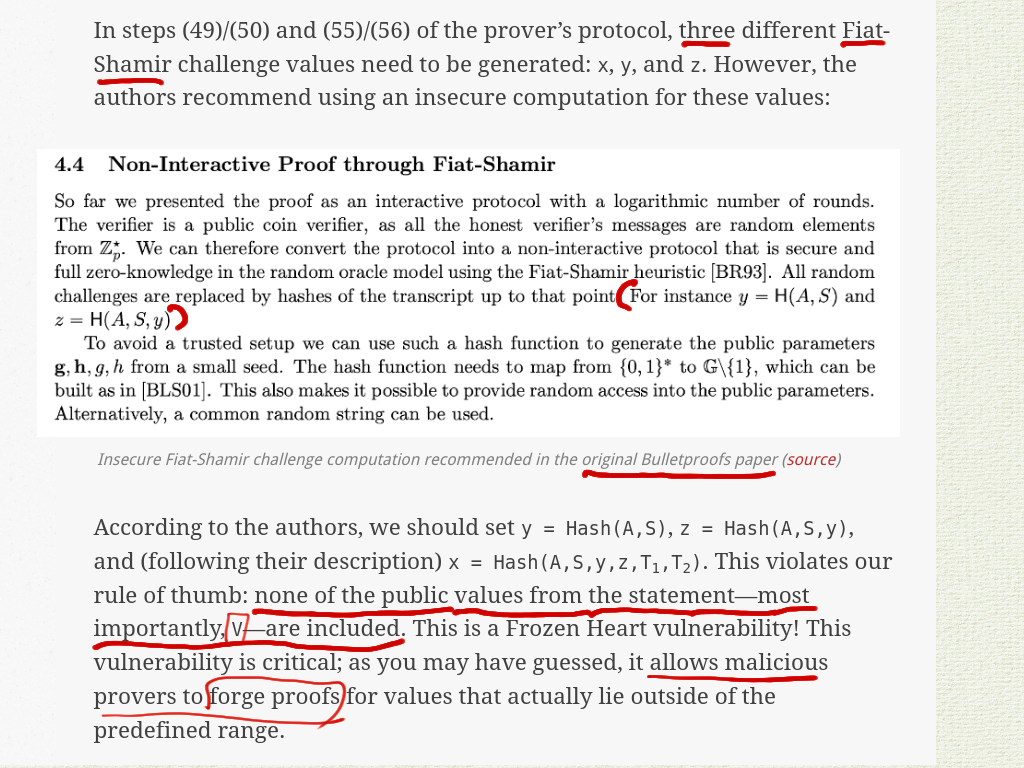 In steps (49)/(50) and (55)/(56) of the prover’s protocol, three different Fiat-
Shamir challenge values need to be generated: x, y, and z. However, the
authors recommend using an insecure computation for these values:
4.4 Non-Interactive Proof through Fiat-Shamir
So far we presented the proof as an interactive protocol with a logarithmic number of rounds.
The verifier is a public coin verifier, as all the honest verifier’s messages are random elements
from ℤ⋆ₚ. We can therefore convert the protocol into a non-interactive protocol that is secure and
full zero-knowledge in the random oracle model using the Fiat-Shamir heuristic [BR93]. All random
challenges are replaced by hashes of the transcript up to that point For instance y = H(A, S) and
z = H(A, S, y)
To avoid a trusted setup we can use such a hash function to generate the public parameters
g, h, g, h from a small seed. The hash function needs to map from {0, 1}* to 𝔾\{1}, which can be
built as in [BLS01]. This also makes it possible to provide random access into the public parameters.
Alternatively, a common random string can be used.
Insecure Fiat-Shamir challenge computation recommended in the original Bulletproofs paper (source)
According to the authors, we should set y = Hash(A,S), z = Hash(A,S,y),
and (following their description) x = Hash(A,S,y,z,T₁,T₂). This violates our
rule of thumb: none of the public values from the statement—most
importantly, V—are included. This is a Frozen Heart vulnerability! This
vulnerability is critical; as you may have guessed, it allows malicious
provers to forge proofs for values that actually lie outside of the
predefined range.